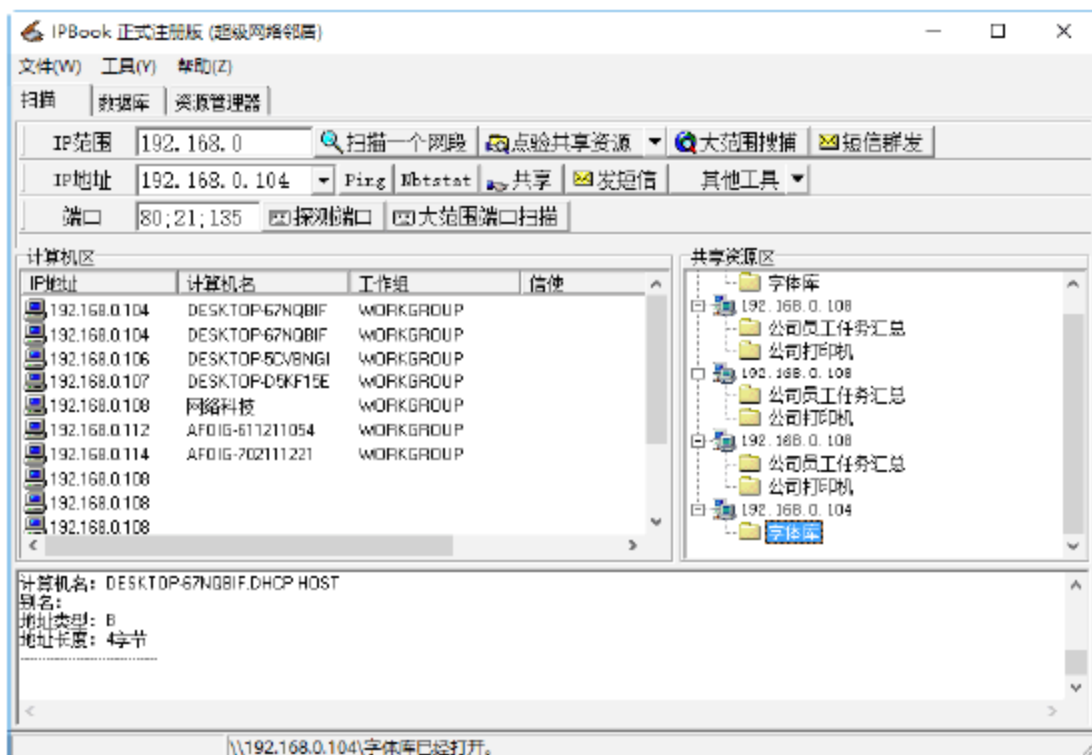 IPBook 正式注册版 (超级网络邻居)
文件(W) 工具(Y) 帮助(Z)
扫描 数据库 资源管理器
IP范围 192.168.0 扫描一个网段 点验共享资源 大范围搜捕 短信群发
IP地址 192.168.0.104 Ping Nbtstat 共享 发短信 其他工具
端口 80;21;135 探测端口 大范围端口扫描
计算机区
IP地址 计算机名 工作组 信使
192.168.0.104 DESKTOP-67NQBIF WORKGROUP
192.168.0.104 DESKTOP-67NQBIF WORKGROUP
192.168.0.106 DESKTOP-5CVBNGI WORKGROUP
192.168.0.107 DESKTOP-D5KF15E WORKGROUP
192.168.0.108 网络科技 WORKGROUP
192.168.0.112 AFOIG-611211054 WORKGROUP
192.168.0.114 AFOIG-702111221 WORKGROUP
192.168.0.108
192.168.0.108
192.168.0.108
共享资源区
字体库
192.168.0.108
公司员工任务汇总
公司打印机
192.168.0.108
公司员工任务汇总
公司打印机
192.168.0.108
公司员工任务汇总
公司打印机
192.168.0.104
字体库
计算机名: DESKTOP-67NQBIF.DHCP HOST
别名:
地址类型: B
地址长度: 4字节
\\192.168.0.104\字体库已经打开。